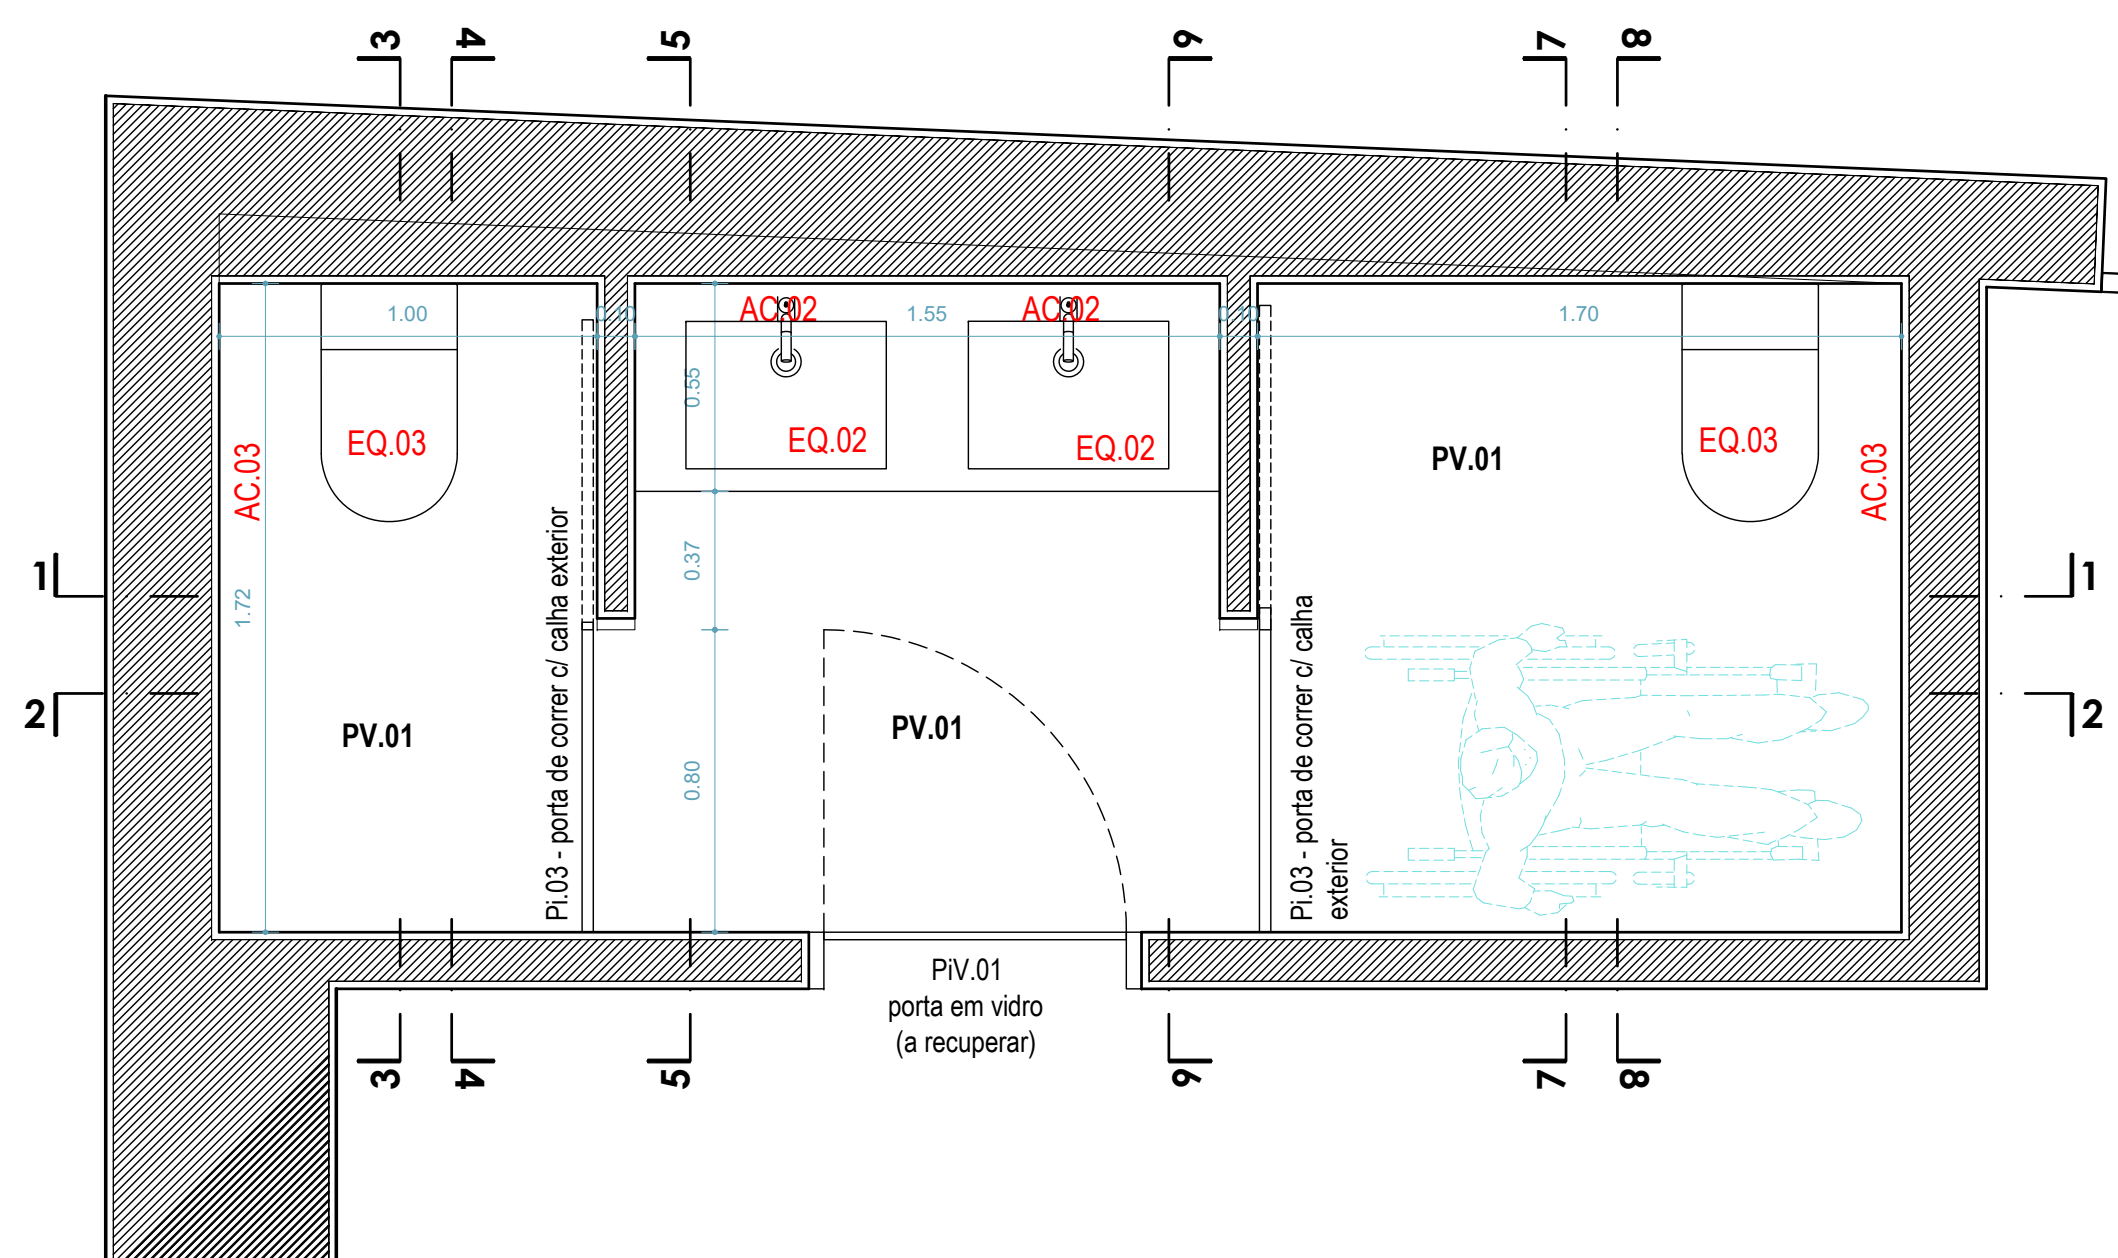 3 4 5 6 7 8
AC.02 AC.02
1.00 0.10 1.55 0.10 1.70
0.55
EQ.03 EQ.02 EQ.02 PV.01 EQ.03
AC.03 AC.03
0.37
1 1
1.72
2 2
PV.01 PV.01
0.80
Pi.03 - porta de correr c/ calha exterior
Pi.03 - porta de correr c/ calha
exterior
PiV.01
porta em vidro
(a recuperar)
3 4 5 6 7 8